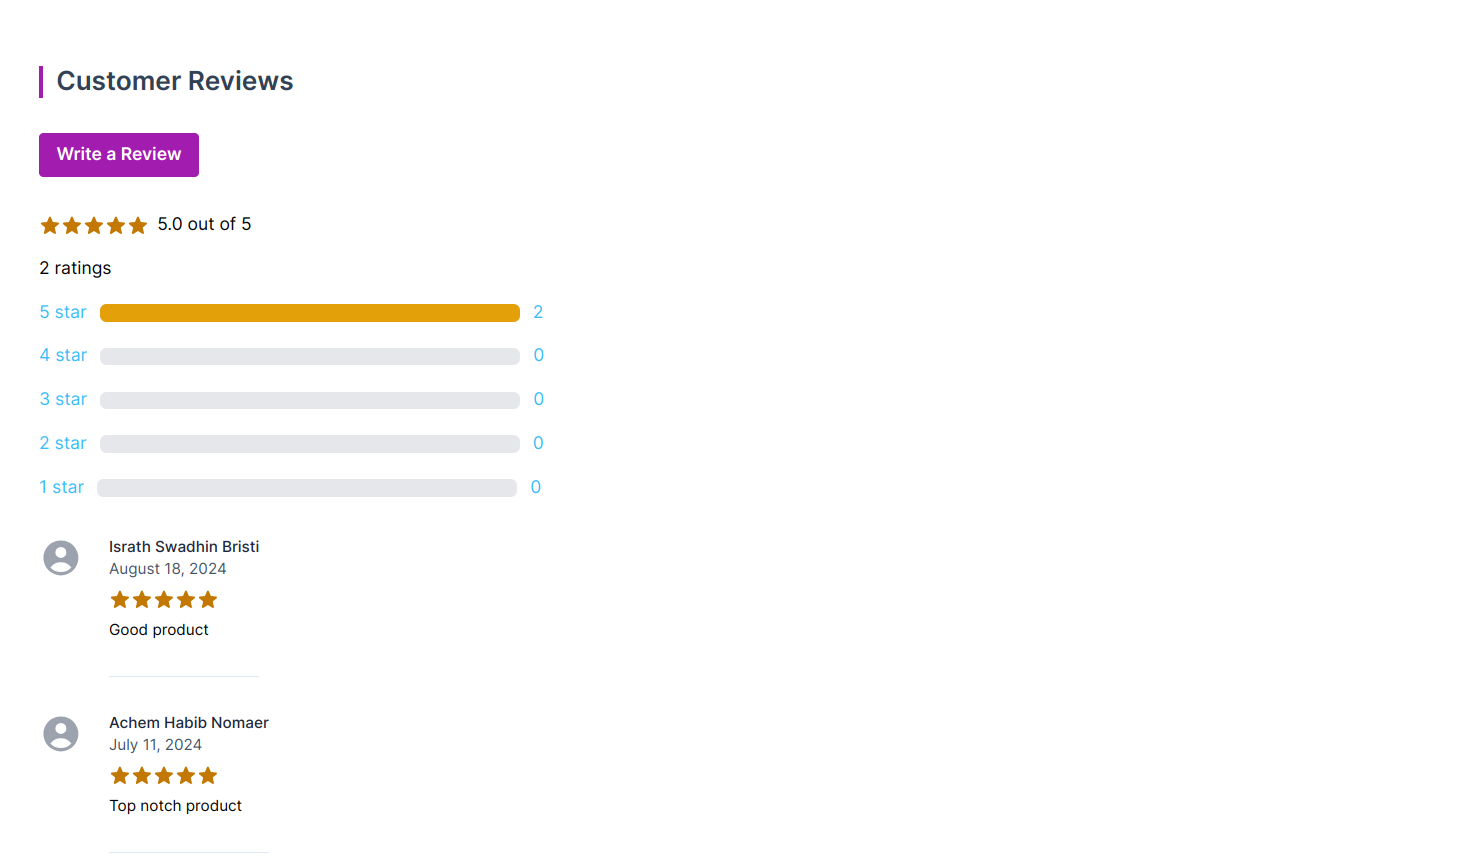 Customer Reviews
Write a Review
5.0 out of 5
2 ratings
5 star 2
4 star 0
3 star 0
2 star 0
1 star 0
Israth Swadhin Bristi
August 18, 2024
Good product
Achem Habib Nomaer
July 11, 2024
Top notch product